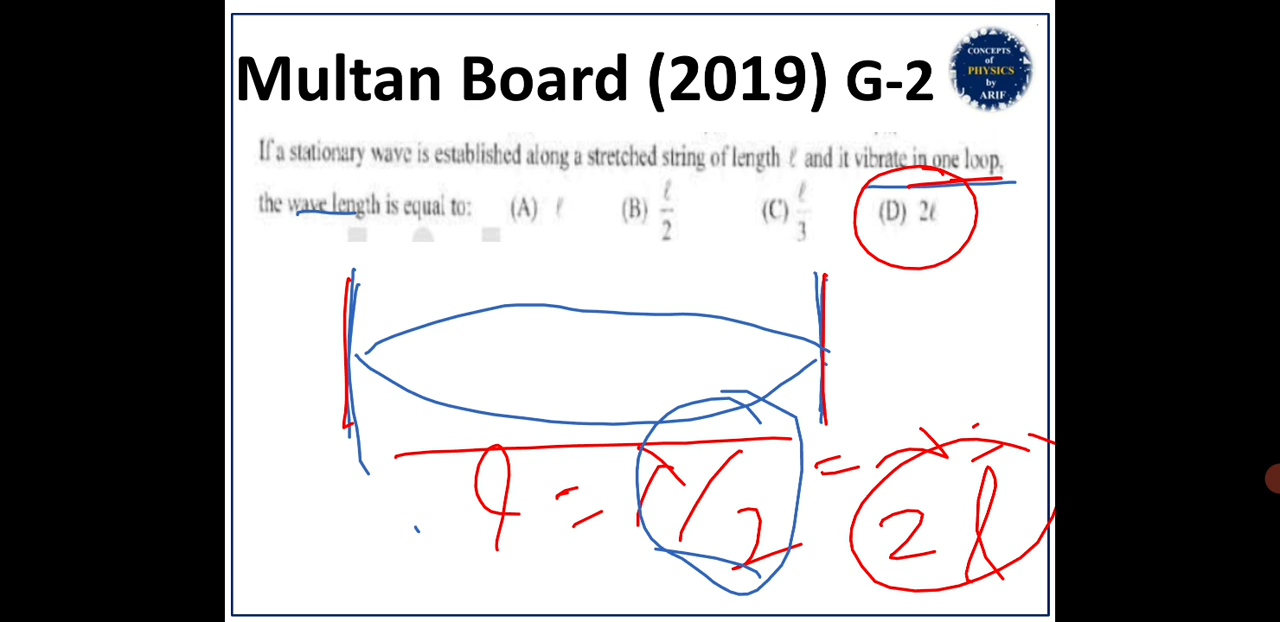 Multan Board (2019) G-2
CONCEPTS
of
PHYSICS
by
ARIF
If a stationary wave is established along a stretched string of length ℓ and it vibrate in one loop,
the wave length is equal to: (A) ℓ (B) ℓ/2 (C) ℓ/3 (D) 2ℓ
ℓ = λ/2 = λ =
2ℓ